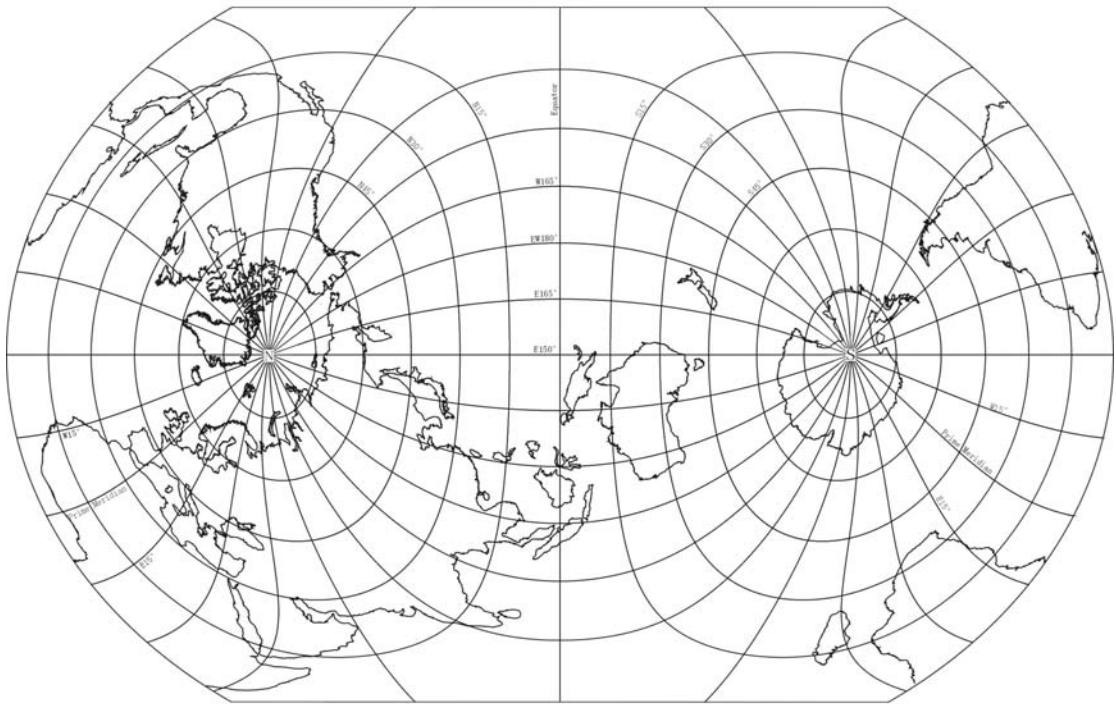 Equator
N15°
S15°
N30°
S30°
N45°
S45°
W165°
EW180°
E165°
E150°
N
S
W15°
W15°
Prime Meridian
Prime Meridian
E15°
E15°